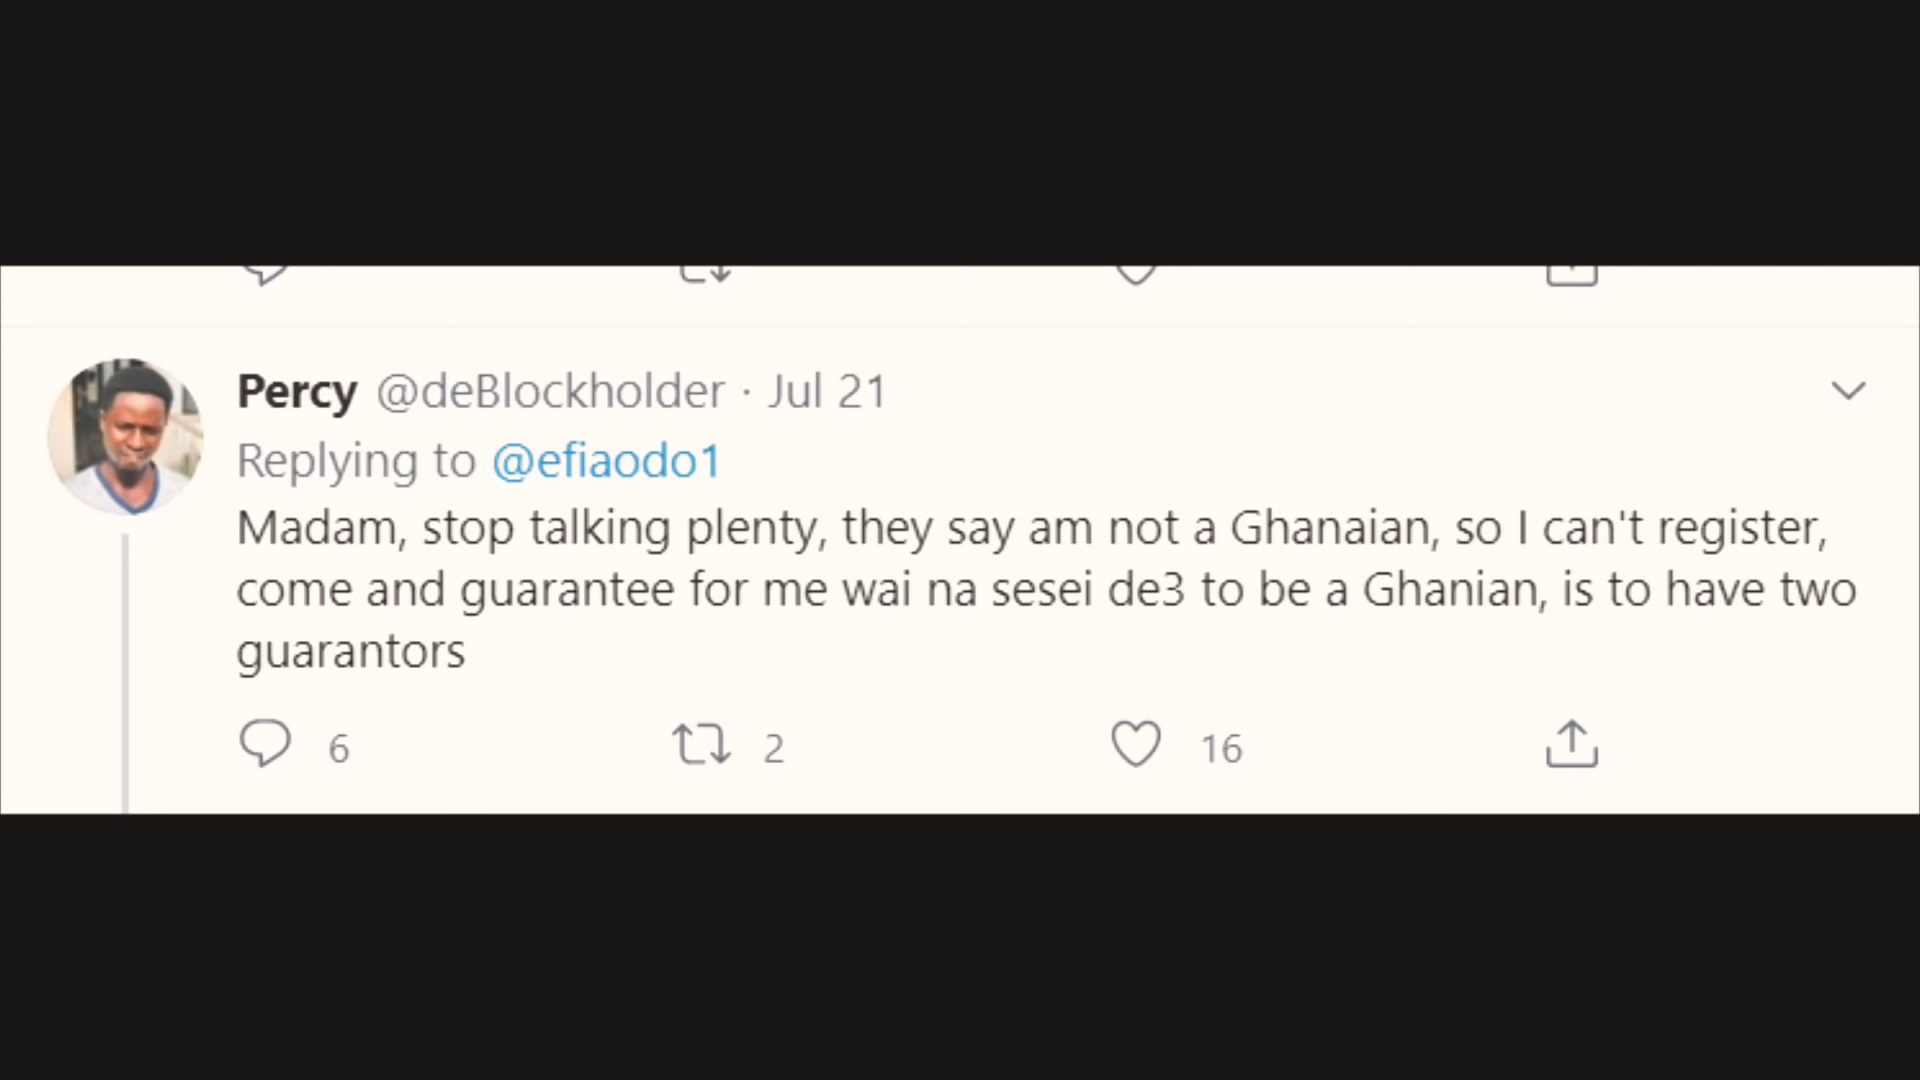 Percy @deBlockholder · Jul 21
Replying to @efiaodo1
Madam, stop talking plenty, they say am not a Ghanaian, so I can't register,
come and guarantee for me wai na sesei de3 to be a Ghanian, is to have two
guarantors
6 2 16